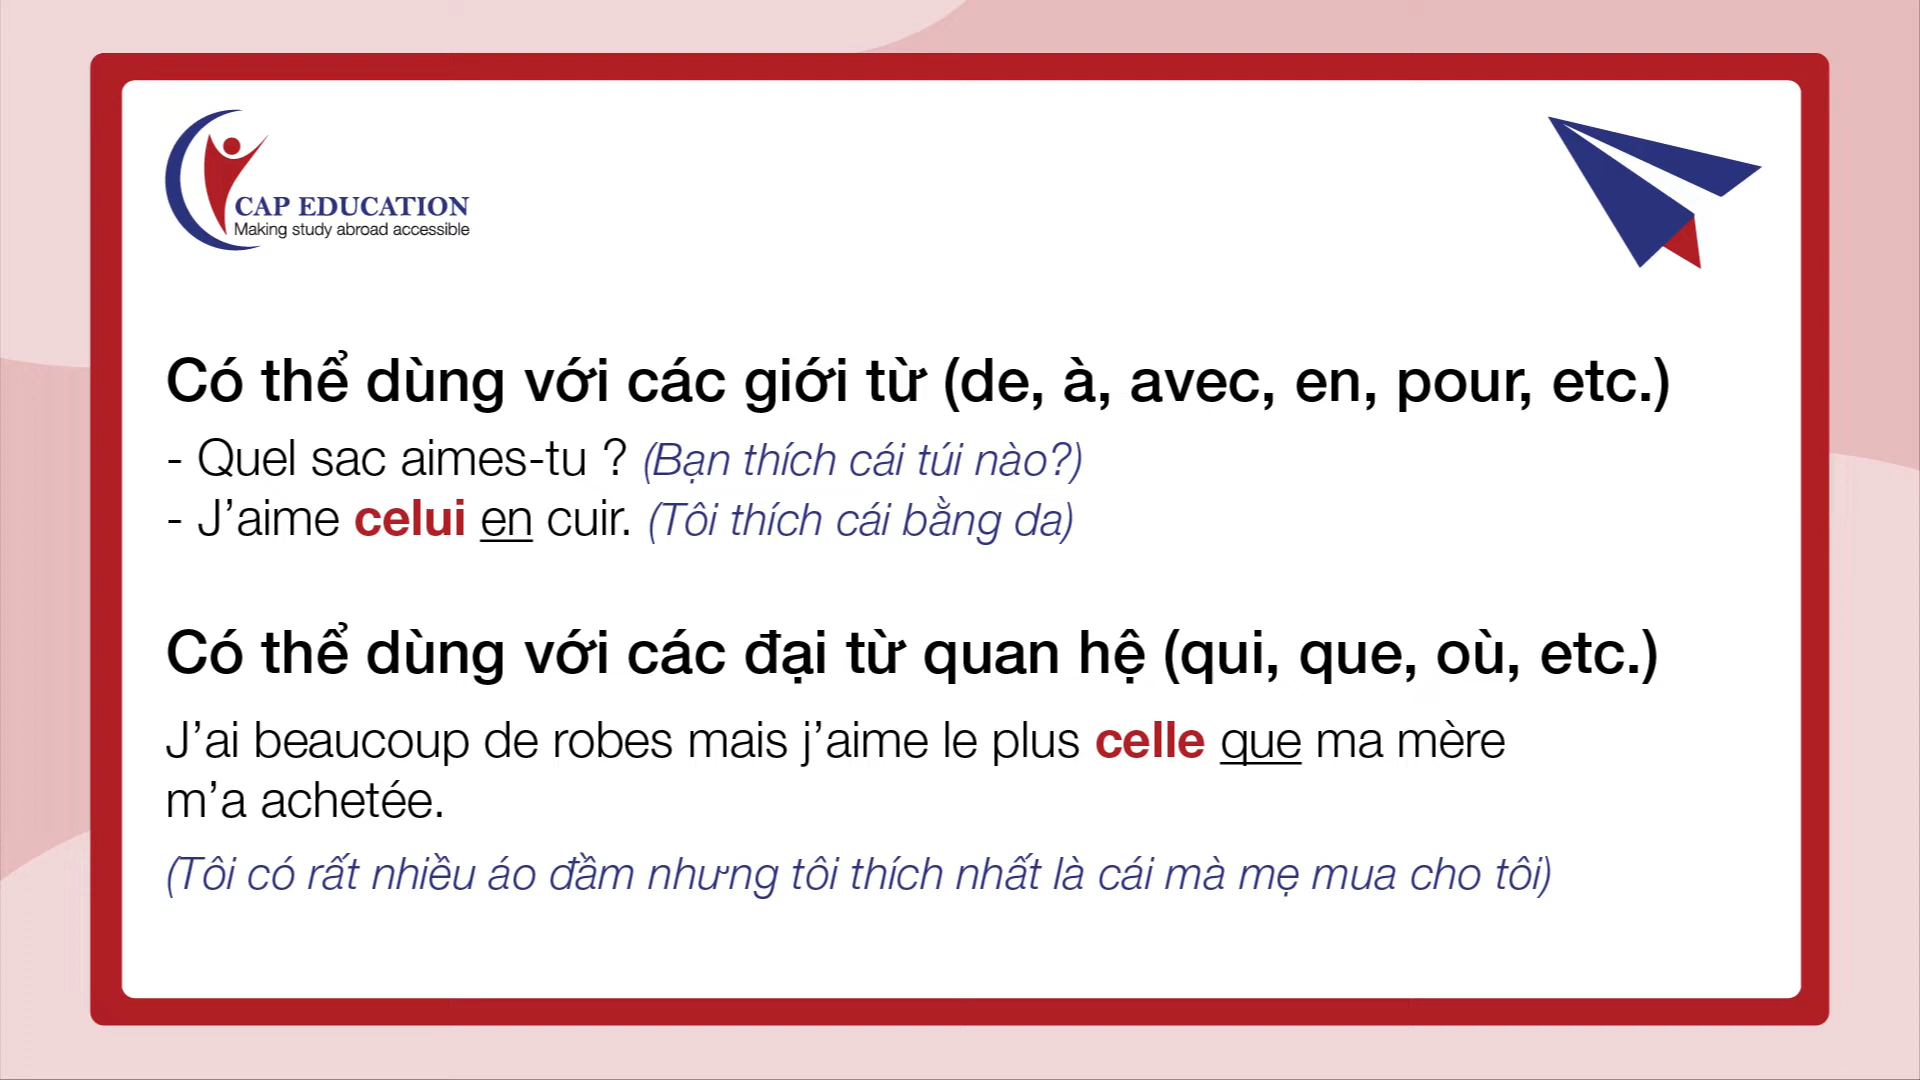 CAP EDUCATION
Making study abroad accessible
Có thể dùng với các giới từ (de, à, avec, en, pour, etc.)
- Quel sac aimes-tu ? (Bạn thích cái túi nào?)
- J’aime celui en cuir. (Tôi thích cái bằng da)
Có thể dùng với các đại từ quan hệ (qui, que, où, etc.)
J’ai beaucoup de robes mais j’aime le plus celle que ma mère
m’a achetée.
(Tôi có rất nhiều áo đầm nhưng tôi thích nhất là cái mà mẹ mua cho tôi)